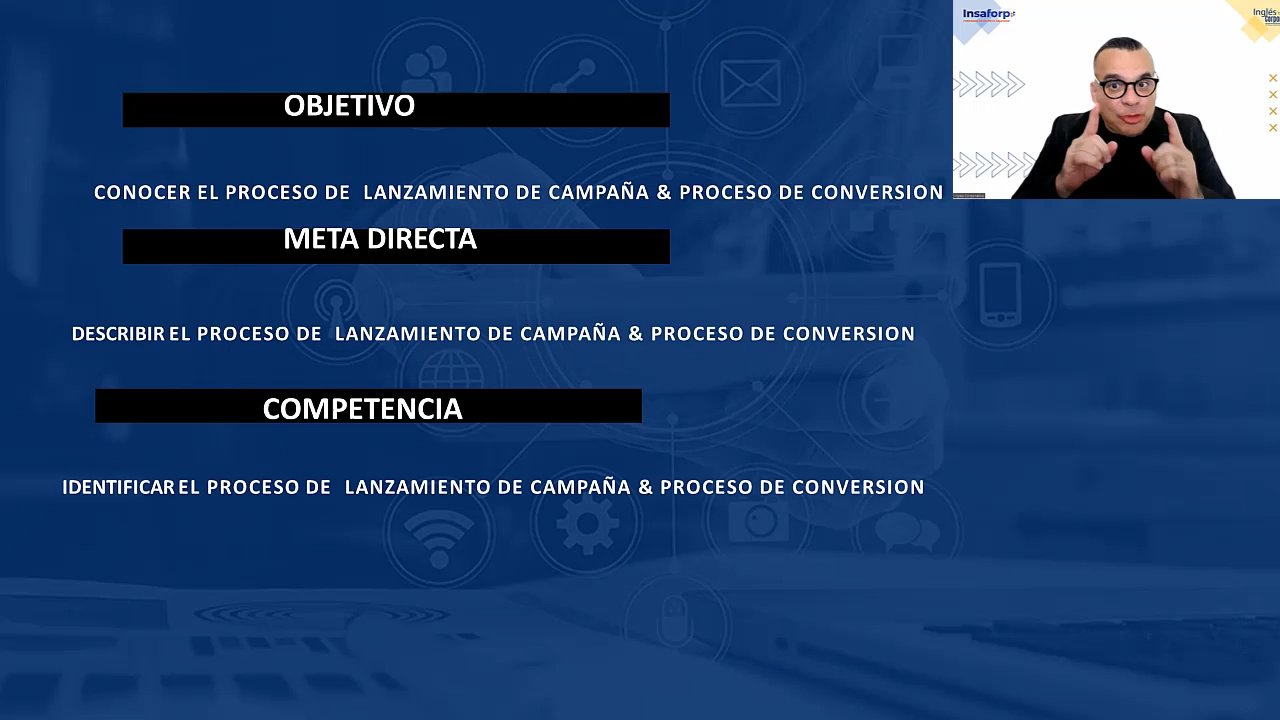 OBJETIVO
CONOCER EL PROCESO DE LANZAMIENTO DE CAMPAÑA & PROCESO DE CONVERSION
META DIRECTA
DESCRIBIR EL PROCESO DE LANZAMIENTO DE CAMPAÑA & PROCESO DE CONVERSION
COMPETENCIA
IDENTIFICAR EL PROCESO DE LANZAMIENTO DE CAMPAÑA & PROCESO DE CONVERSION
Insaforp
Inglés